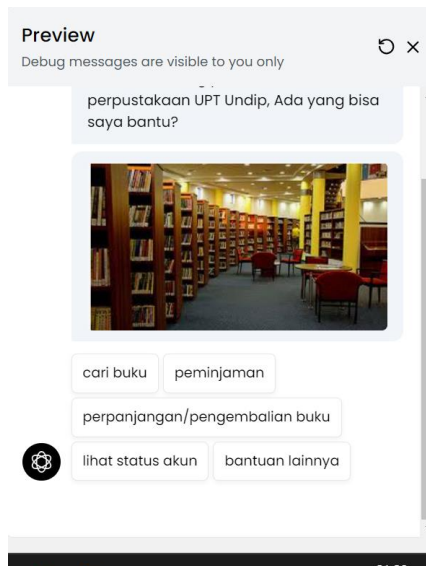 Preview
Debug messages are visible to you only
perpustakaan UPT Undip, Ada yang bisa
saya bantu?
cari buku
peminjaman
perpanjangan/pengembalian buku
lihat status akun
bantuan lainnya